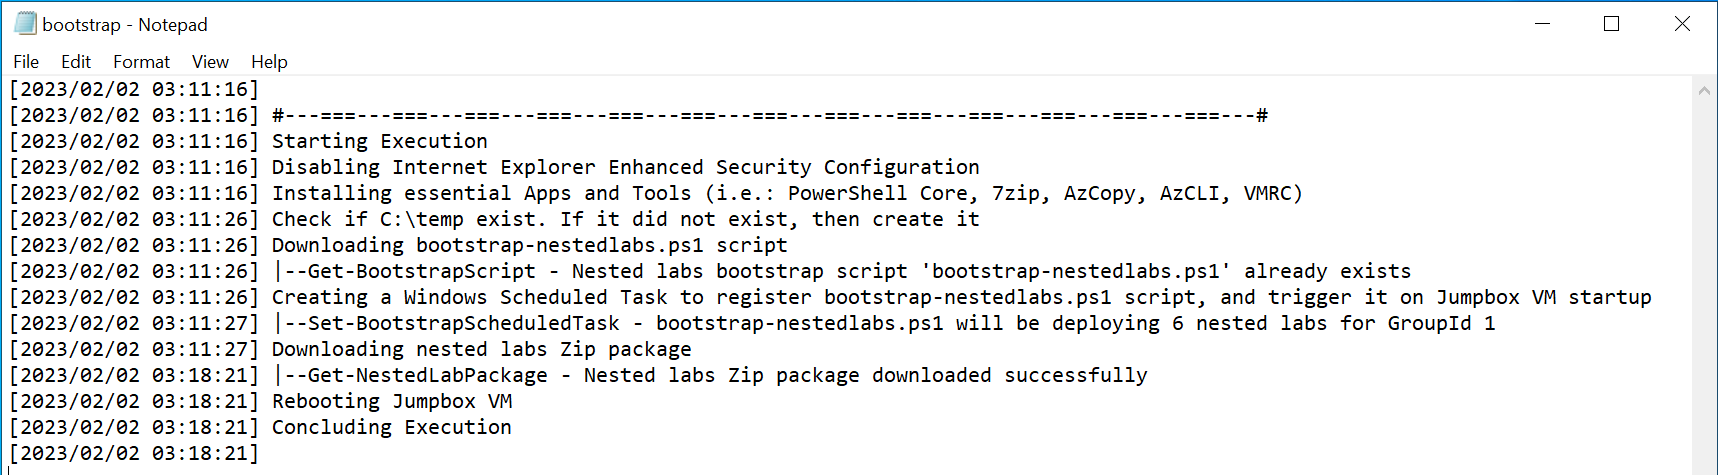 bootstrap - Notepad
File Edit Format View Help
[2023/02/02 03:11:16]
[2023/02/02 03:11:16] #---===---===---===---===---===---===---===---===---===---===---===---===---===---#
[2023/02/02 03:11:16] Starting Execution
[2023/02/02 03:11:16] Disabling Internet Explorer Enhanced Security Configuration
[2023/02/02 03:11:16] Installing essential Apps and Tools (i.e.: PowerShell Core, 7zip, AzCopy, AzCLI, VMRC)
[2023/02/02 03:11:26] Check if C:\temp exist. If it did not exist, then create it
[2023/02/02 03:11:26] Downloading bootstrap-nestedlabs.ps1 script
[2023/02/02 03:11:26] |--Get-BootstrapScript - Nested labs bootstrap script 'bootstrap-nestedlabs.ps1' already exists
[2023/02/02 03:11:26] Creating a Windows Scheduled Task to register bootstrap-nestedlabs.ps1 script, and trigger it on Jumpbox VM startup
[2023/02/02 03:11:27] |--Set-BootstrapScheduledTask - bootstrap-nestedlabs.ps1 will be deploying 6 nested labs for GroupId 1
[2023/02/02 03:11:27] Downloading nested labs Zip package
[2023/02/02 03:18:21] |--Get-NestedLabPackage - Nested labs Zip package downloaded successfully
[2023/02/02 03:18:21] Rebooting Jumpbox VM
[2023/02/02 03:18:21] Concluding Execution
[2023/02/02 03:18:21]